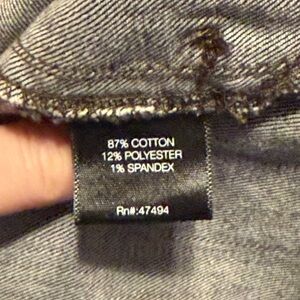 87% COTTON
12% POLYESTER
1% SPANDEX
Rn#:47494